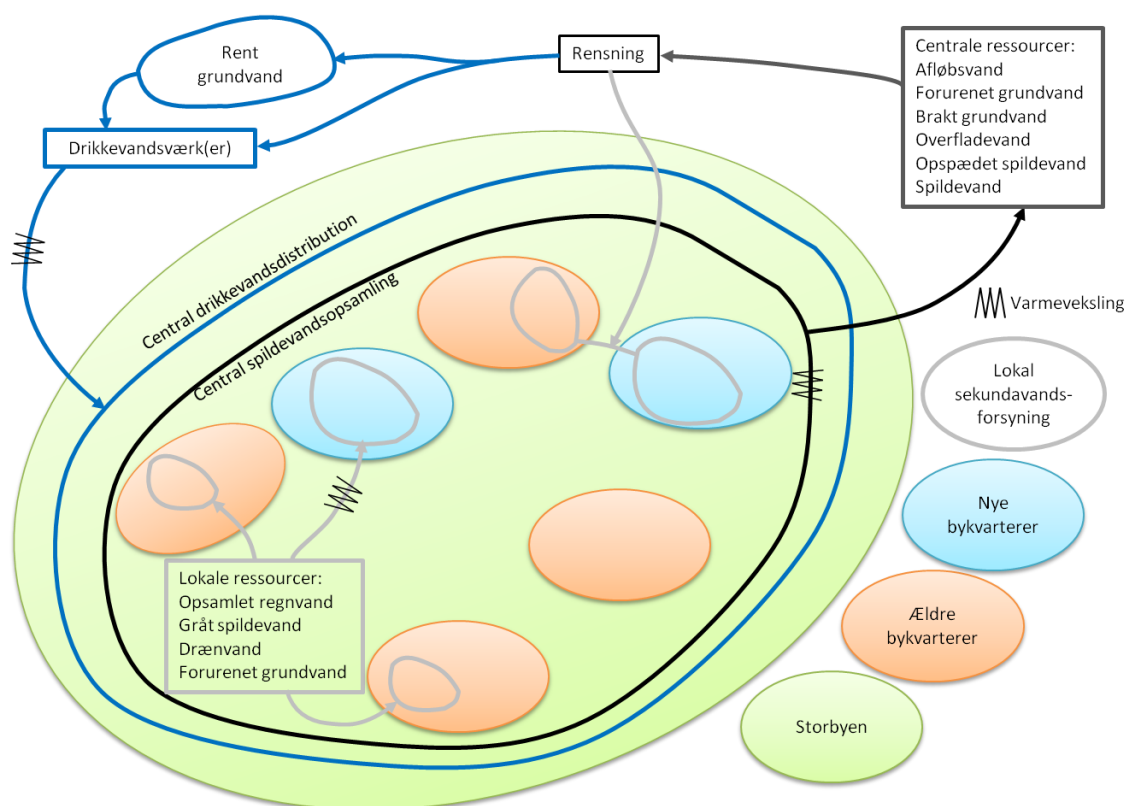 Rent
grundvand
Rensning
Centrale ressourcer:
Afløbsvand
Forurenet grundvand
Brakt grundvand
Overfladevand
Opspædet spildevand
Spildevand
Drikkevandsværk(er)
Central drikkevandsdistribution
Central spildevandsopsamling
Varmeveksling
Lokal
sekundavands-
forsyning
Nye
bykvarterer
Lokale ressourcer:
Opsamlet regnvand
Gråt spildevand
Drænvand
Forurenet grundvand
Ældre
bykvarterer
Storbyen